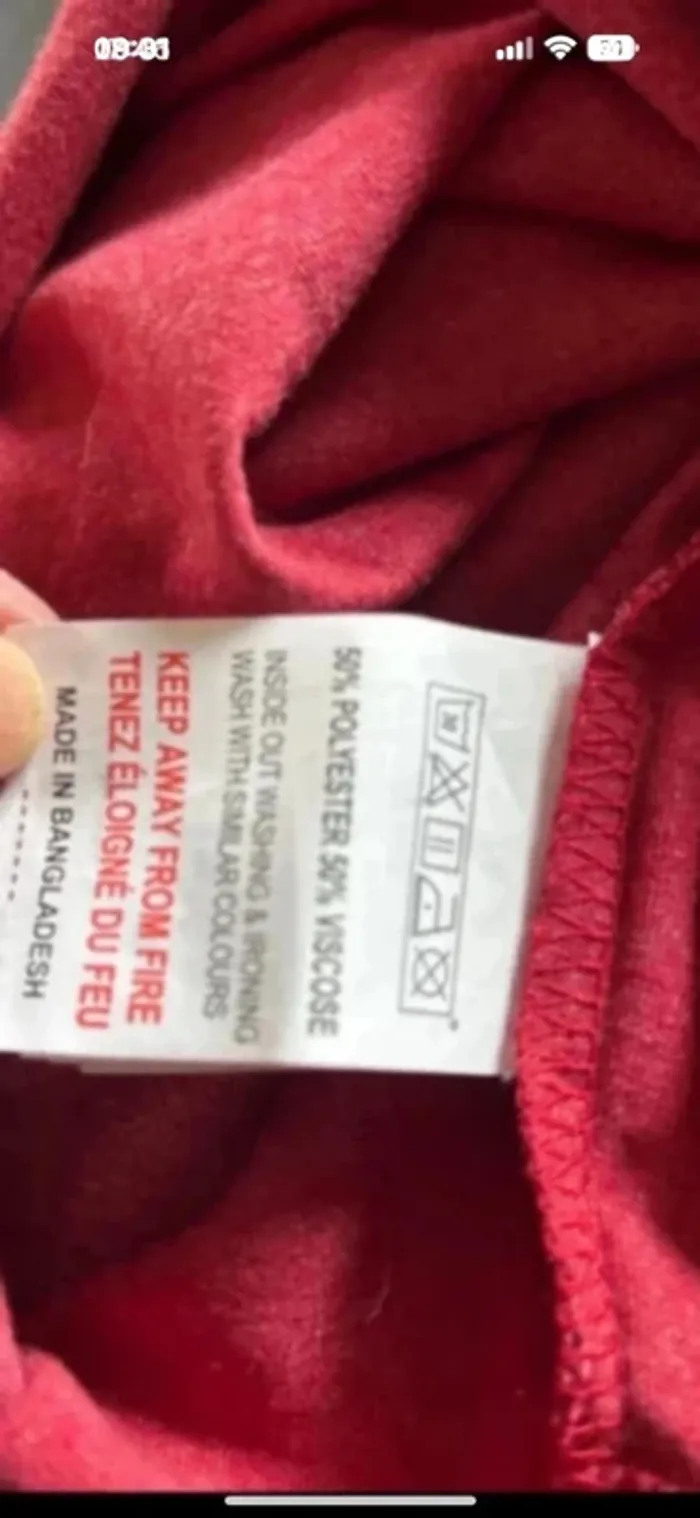 50% POLYESTER 50% VISCOSE
INSIDE OUT WASHING & IRONING
WASH WITH SIMILAR COLOURS
KEEP AWAY FROM FIRE
TENEZ ÉLOIGNÉ DU FEU
MADE IN BANGLADESH